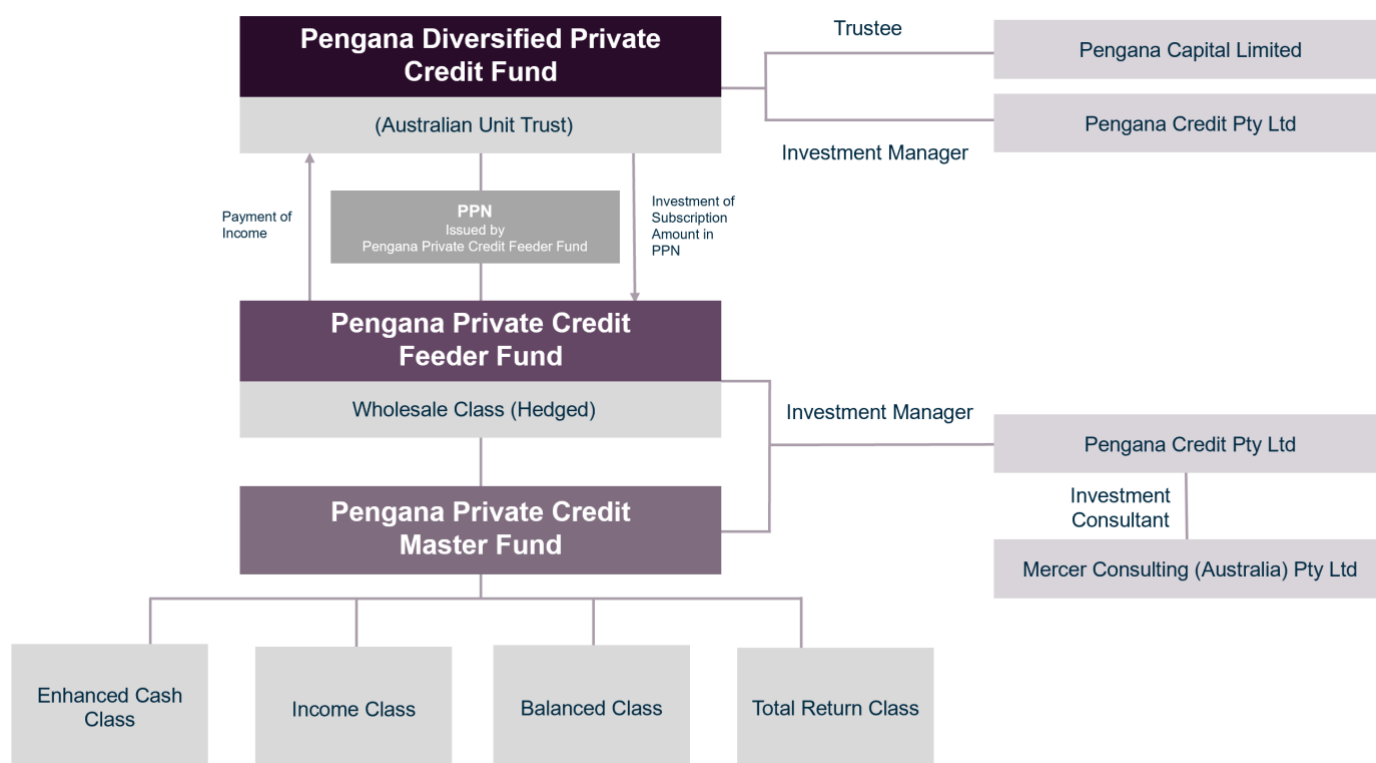 Pengana Diversified Private
Credit Fund
(Australian Unit Trust)
Trustee
Pengana Capital Limited
Pengana Credit Pty Ltd
Investment Manager
Payment of
Income
PPN
Issued by
Pengana Private Credit Feeder Fund
Investment of
Subscription
Amount in
PPN
Pengana Private Credit
Feeder Fund
Wholesale Class (Hedged)
Investment Manager
Pengana Credit Pty Ltd
Investment
Consultant
Mercer Consulting (Australia) Pty Ltd
Pengana Private Credit
Master Fund
Enhanced Cash
Class
Income Class
Balanced Class
Total Return Class